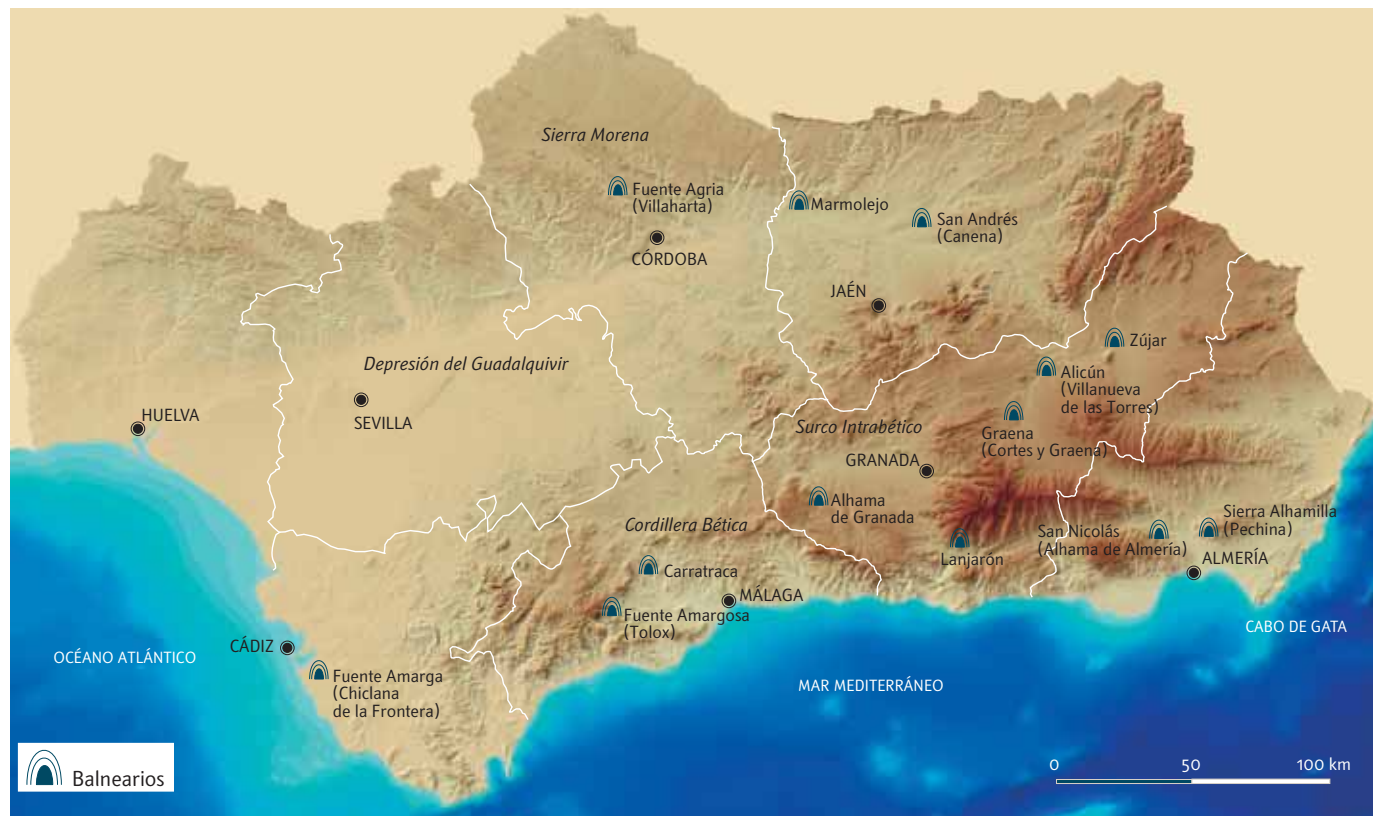 Sierra Morena
Fuente Agria
(Villaharta)
Marmolejo
San Andrés
(Canena)
CÓRDOBA
JAÉN
Zújar
Depresión del Guadalquivir
Alicún
(Villanueva
de las Torres)
HUELVA
SEVILLA
Surco Intrabético
Graena
(Cortes y Graena)
GRANADA
Alhama
de Granada
Cordillera Bética
Sierra Alhamilla
(Pechina)
San Nicolás
(Alhama de Almería)
Lanjarón
ALMERÍA
Carratraca
MÁLAGA
Fuente Amargosa
(Tolox)
CABO DE GATA
CÁDIZ
OCÉANO ATLÁNTICO
Fuente Amarga
(Chiclana
de la Frontera)
MAR MEDITERRÁNEO
Balnearios
0 50 100 km